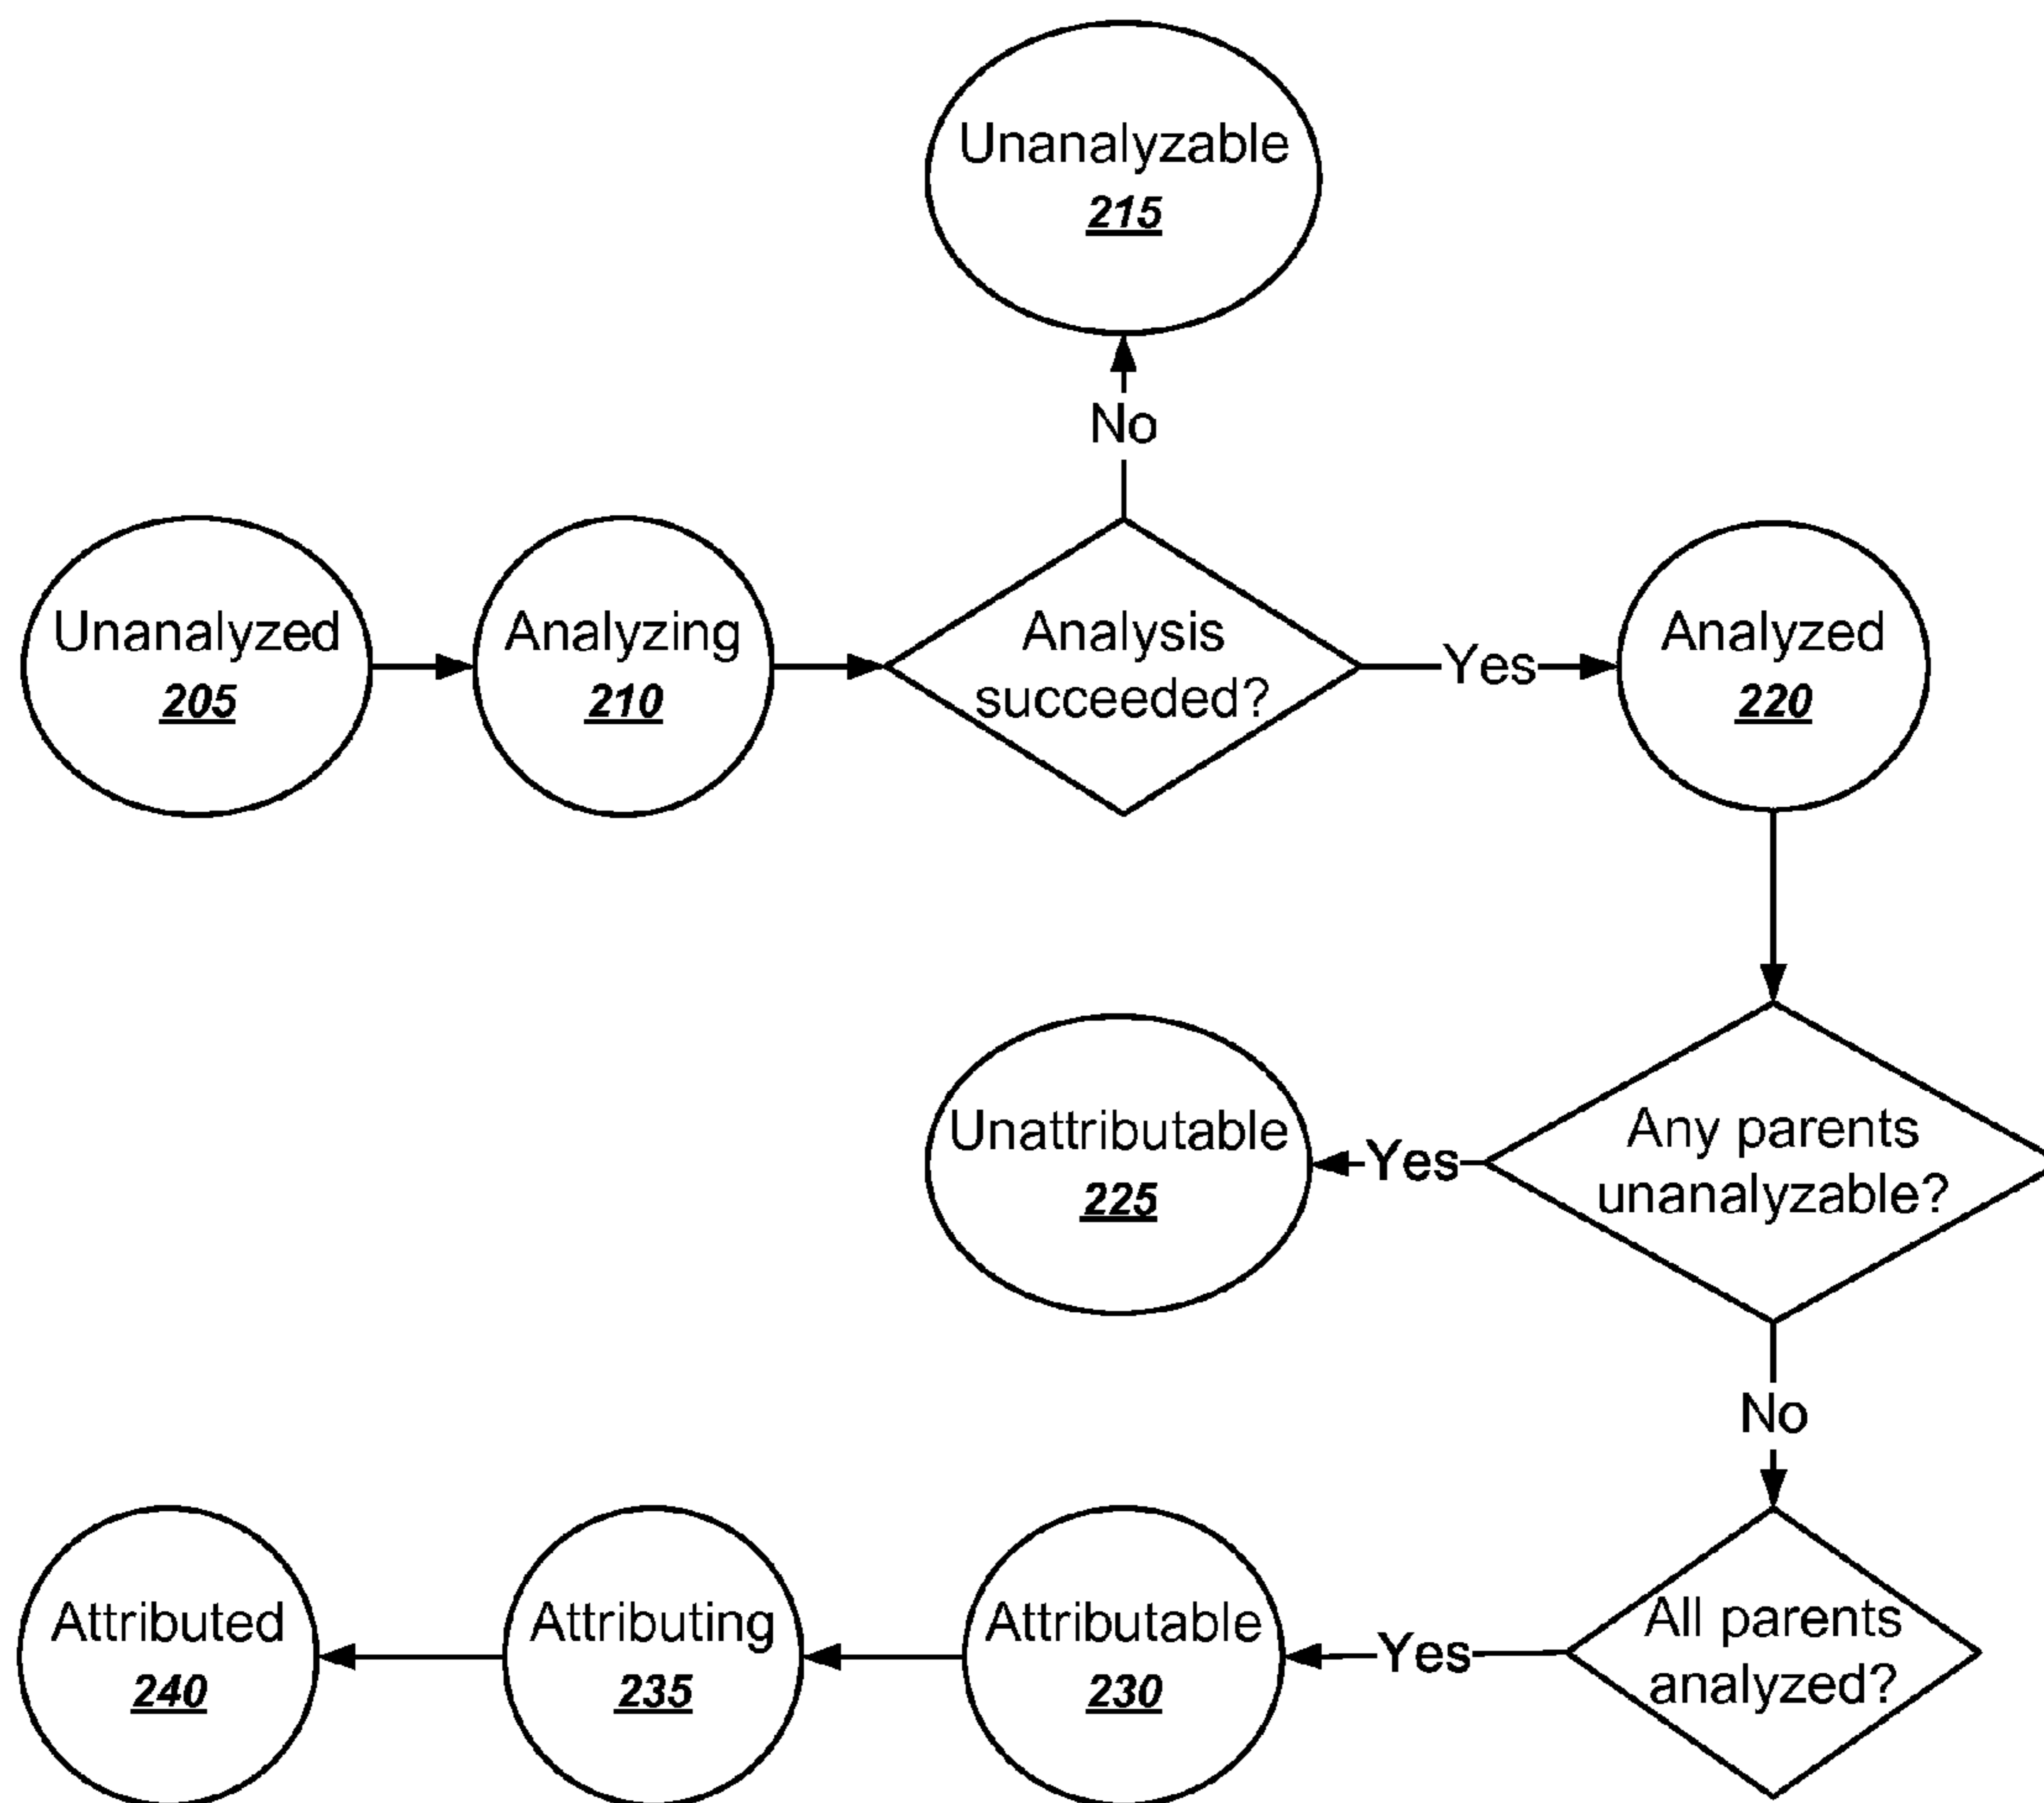 Unanalyzable
215
No
Unanalyzed
205
Analyzing
210
Analysis
succeeded?
Yes
Analyzed
220
Unattributable
225
Yes
Any parents
unanalyzable?
No
Attributed
240
Attributing
235
Attributable
230
Yes
All parents
analyzed?